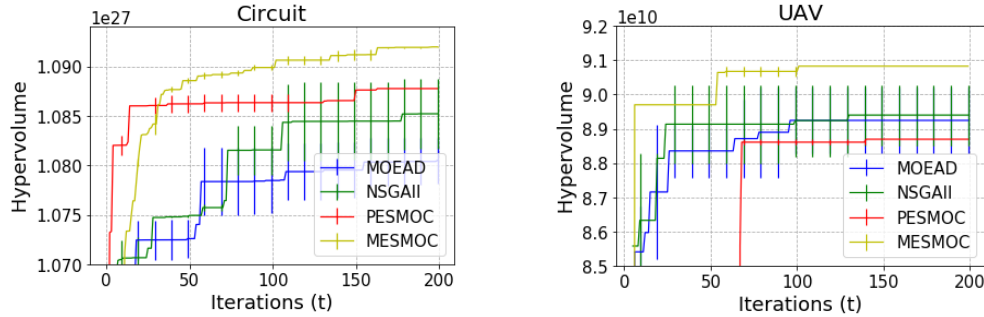 Circuit
1e27
Hypervolume
1.090
1.085
1.080
1.075
1.070
0
50
100
150
200
Iterations (t)
MOEAD
NSGAII
PESMOC
MESMOC
UAV
1e10
Hypervolume
9.2
9.1
9.0
8.9
8.8
8.7
8.6
8.5
0
50
100
150
200
Iterations (t)
MOEAD
NSGAII
PESMOC
MESMOC